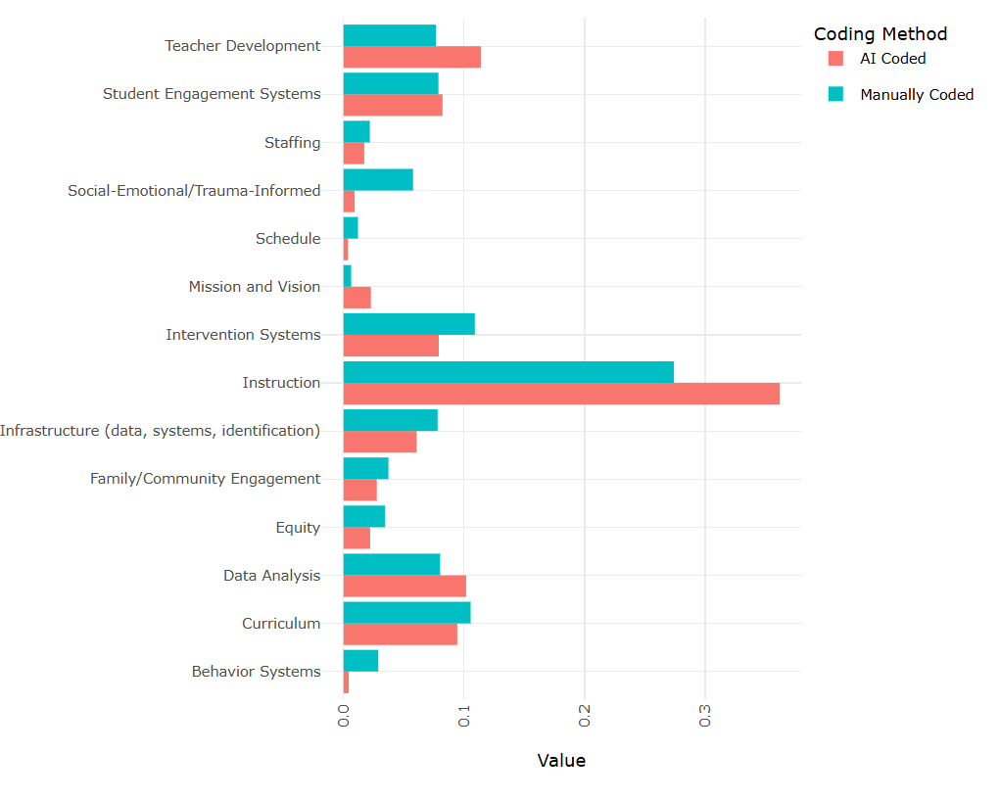 Coding Method
AI Coded
Manually Coded
Teacher Development
Student Engagement Systems
Staffing
Social-Emotional/Trauma-Informed
Schedule
Mission and Vision
Intervention Systems
Instruction
Infrastructure (data, systems, identification)
Family/Community Engagement
Equity
Data Analysis
Curriculum
Behavior Systems
0.0
0.1
0.2
0.3
Value